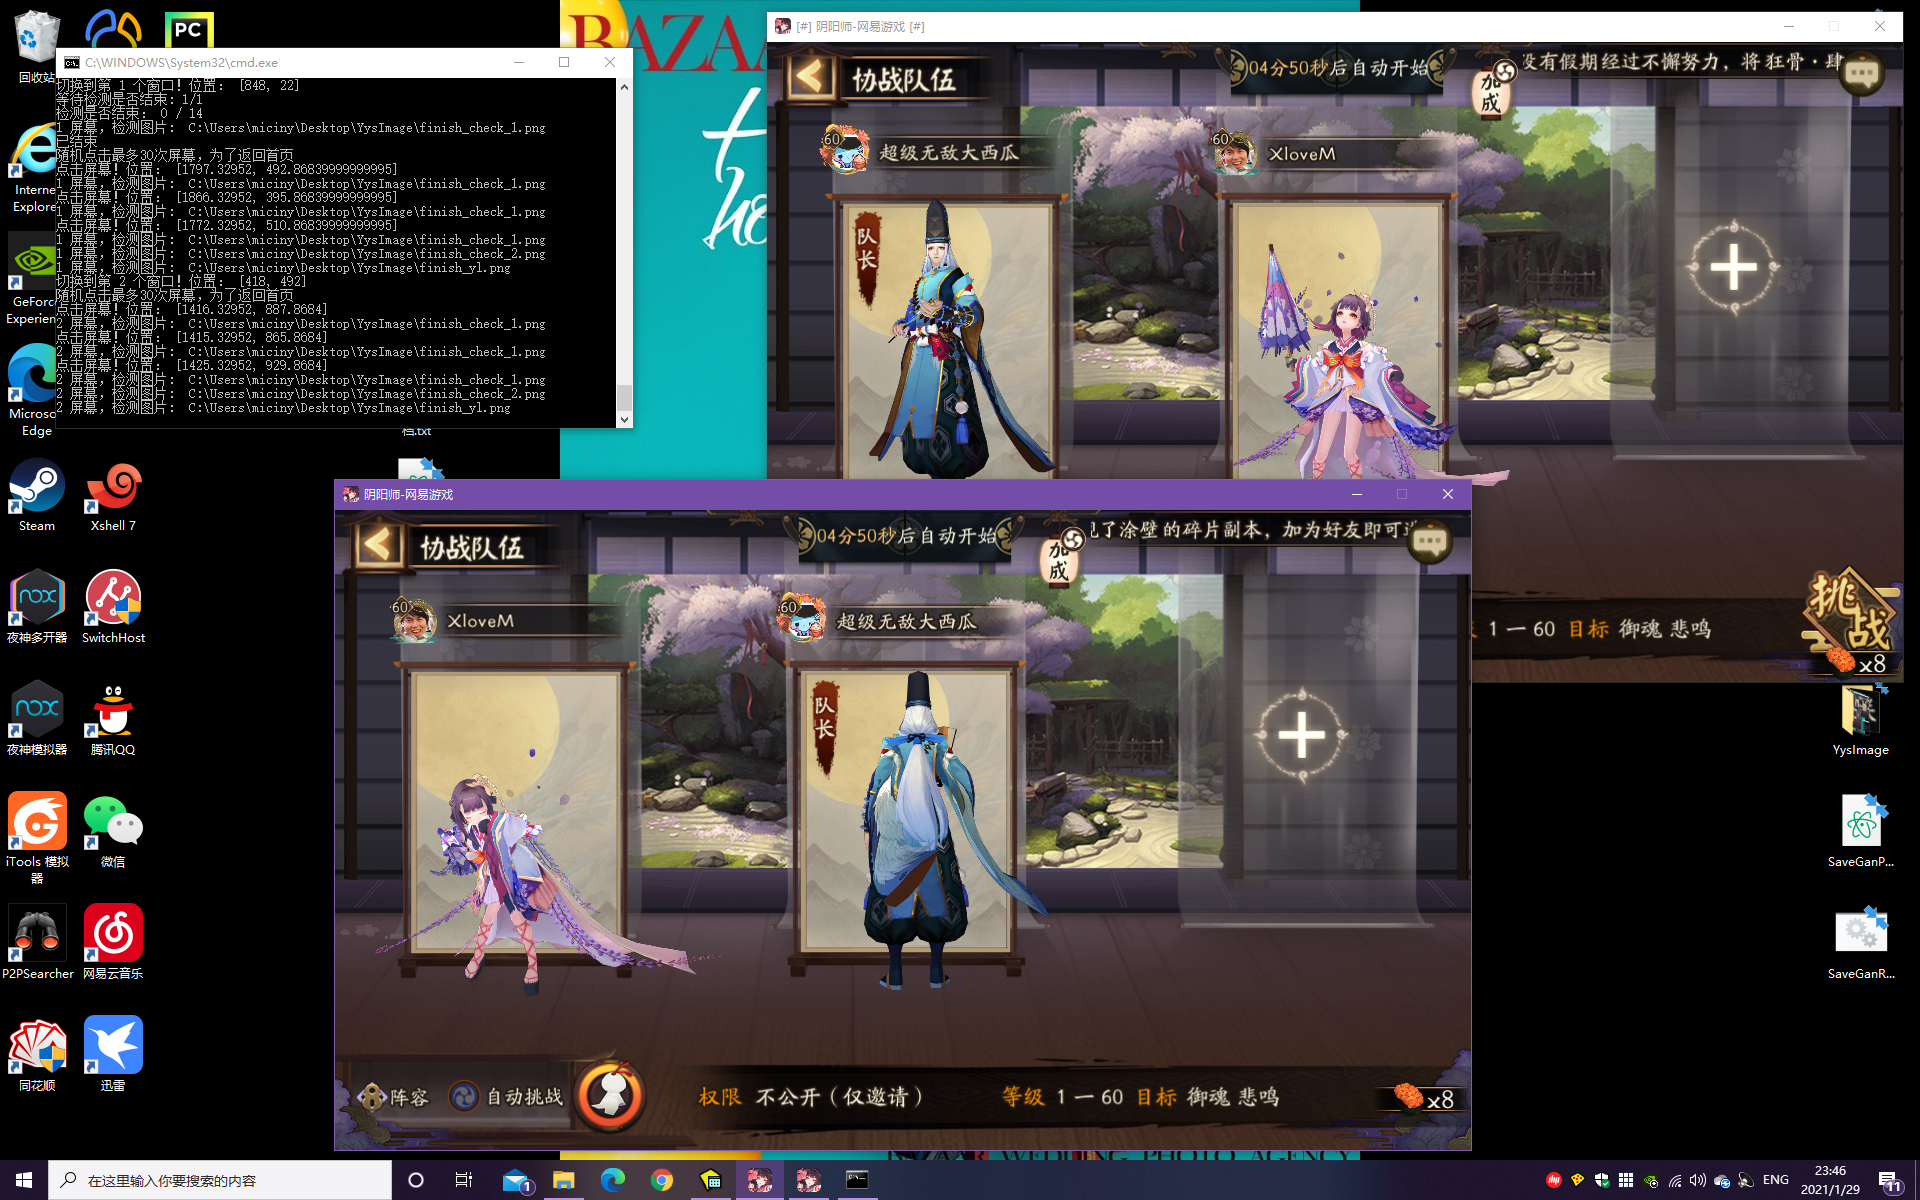 回收站
PC
C:\WINDOWS\System32\cmd.exe
切换到第 1 个窗口！位置： [848, 22]
等待检测是否结束：1/1
检测是否结束： 0 / 14
1 屏幕，检测图片： C:\Users\miciny\Desktop\YysImage\finish_check_1.png
已结束
随机点击最多30次屏幕，为了返回首页
点击屏幕！位置： [1797.32952, 492.86839999999995]
1 屏幕，检测图片： C:\Users\miciny\Desktop\YysImage\finish_check_1.png
点击屏幕！位置： [1866.32952, 395.86839999999995]
1 屏幕，检测图片： C:\Users\miciny\Desktop\YysImage\finish_check_1.png
点击屏幕！位置： [1772.32952, 510.86839999999995]
1 屏幕，检测图片： C:\Users\miciny\Desktop\YysImage\finish_check_1.png
1 屏幕，检测图片： C:\Users\miciny\Desktop\YysImage\finish_check_2.png
1 屏幕，检测图片： C:\Users\miciny\Desktop\YysImage\finish_yl.png
切换到第 2 个窗口！位置： [418, 492]
随机点击最多30次屏幕，为了返回首页
点击屏幕！位置： [1416.32952, 887.8684]
2 屏幕，检测图片： C:\Users\miciny\Desktop\YysImage\finish_check_1.png
点击屏幕！位置： [1415.32952, 865.8684]
2 屏幕，检测图片： C:\Users\miciny\Desktop\YysImage\finish_check_1.png
点击屏幕！位置： [1425.32952, 929.8684]
2 屏幕，检测图片： C:\Users\miciny\Desktop\YysImage\finish_check_1.png
2 屏幕，检测图片： C:\Users\miciny\Desktop\YysImage\finish_check_2.png
2 屏幕，检测图片： C:\Users\miciny\Desktop\YysImage\finish_yl.png
档.txt
BAZAA
th
ho
Interne
Explore
GeForc
Experien
Microso
Edge
Steam
Xshell 7
nox
夜神多开器
SwitchHost
nox
夜神模拟器
腾讯QQ
iTools 模拟
器
微信
P2PSearcher
网易云音乐
同花顺
迅雷
[#] 阴阳师-网易游戏 [#]
协战队伍
04分50秒后自动开始
加成
没有假期经过不懈努力，将狂骨·肆
60
超级无敌大西瓜
60
XloveM
队长
挑战
1 一 60 目标 御魂 悲鸣
x8
阴阳师-网易游戏
协战队伍
04分50秒后自动开始
加成
了涂壁的碎片副本，加为好友即可
60
XloveM
60
超级无敌大西瓜
队长
阵容
自动挑战
权限 不公开（仅邀请）
等级 1 一 60 目标 御魂 悲鸣
x8
YysImage
SaveGanP...
SaveGanR...
WEDDING PHOTO AGENCY
在这里输入你要搜索的内容
1
ENG
23:46
2021/1/29
11